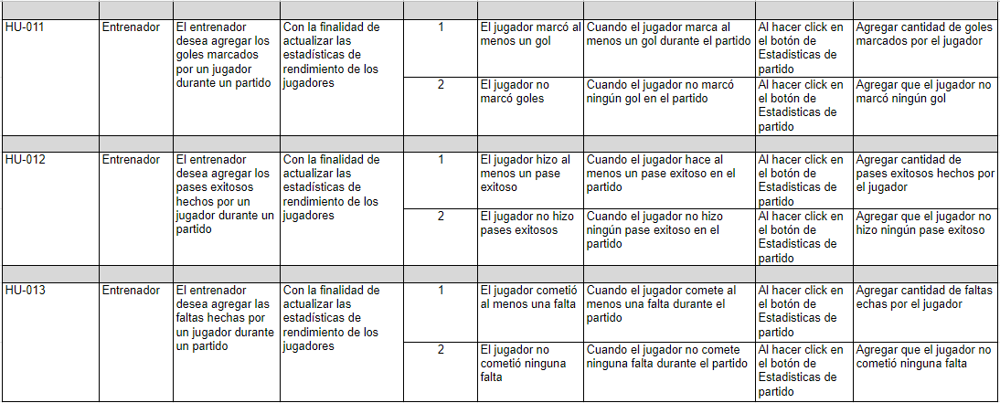 HU-011
Entrenador
El entrenador
desea agregar los
goles marcados
por un jugador
durante un partido
Con la finalidad de
actualizar las
estadísticas de
rendimiento de los
jugadores
1
El jugador marcó al
menos un gol
Cuando el jugador marca al
menos un gol durante el partido
Al hacer click en
el botón de
Estadisticas de
partido
Agregar cantidad de goles
marcados por el jugador
2
El jugador no
marcó goles
Cuando el jugador no marcó
ningún gol en el partido
Al hacer click en
el botón de
Estadisticas de
partido
Agregar que el jugador no
marcó ningún gol
HU-012
Entrenador
El entrenador
desea agregar los
pases exitosos
hechos por un
jugador durante un
partido
Con la finalidad de
actualizar las
estadísticas de
rendimiento de los
jugadores
1
El jugador hizo al
menos un pase
exitoso
Cuando el jugador hace al
menos un pase exitoso en el
partido
Al hacer click en
el botón de
Estadisticas de
partido
Agregar cantidad de
pases exitosos hechos por
el jugador
2
El jugador no hizo
pases exitosos
Cuando el jugador no hizo
ningún pase exitoso en el
partido
Al hacer click en
el botón de
Estadisticas de
partido
Agregar que el jugador no
hizo ningún pase exitoso
HU-013
Entrenador
El entrenador
desea agregar las
faltas hechas por
un jugador durante
un partido
Con la finalidad de
actualizar las
estadísticas de
rendimiento de los
jugadores
1
El jugador cometió
al menos una falta
Cuando el jugador comete al
menos una falta durante el
partido
Al hacer click en
el botón de
Estadisticas de
partido
Agregar cantidad de faltas
echas por el jugador
2
El jugador no
cometió ninguna
falta
Cuando el jugador no comete
ninguna falta durante el partido
Al hacer click en
el botón de
Estadisticas de
partido
Agregar que el jugador no
cometió ninguna falta